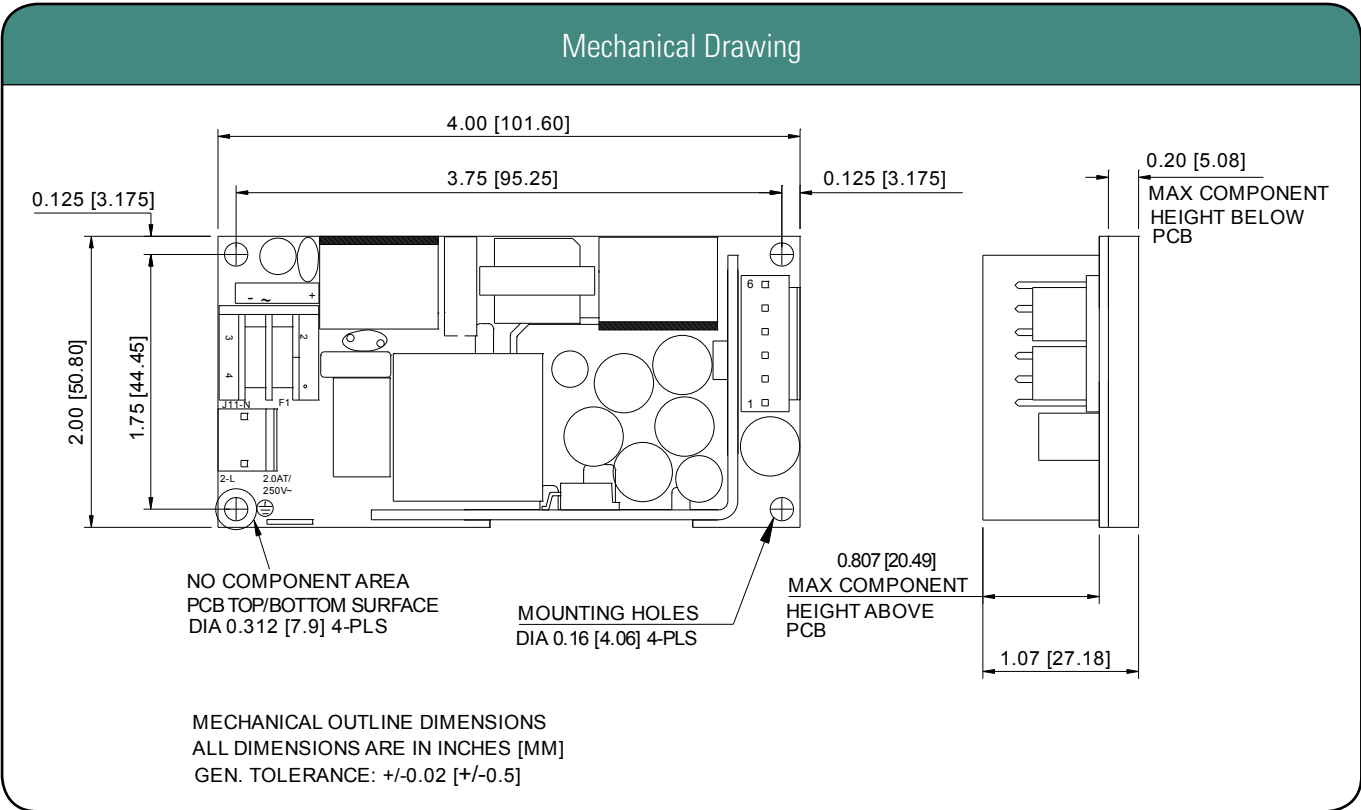 Mechanical Drawing
4.00 [101.60]
3.75 [95.25]
0.125 [3.175]
0.125 [3.175]
0.20 [5.08]
MAX COMPONENT
HEIGHT BELOW
PCB
2.00 [50.80]
1.75 [44.45]
- ~ +
3
2
4
6
1
J11-N
F1
2-L
2.0AT/
250V~
NO COMPONENT AREA
PCB TOP/BOTTOM SURFACE
DIA 0.312 [7.9] 4-PLS
MOUNTING HOLES
DIA 0.16 [4.06] 4-PLS
0.807 [20.49]
MAX COMPONENT
HEIGHT ABOVE
PCB
1.07 [27.18]
MECHANICAL OUTLINE DIMENSIONS
ALL DIMENSIONS ARE IN INCHES [MM]
GEN. TOLERANCE: +/-0.02 [+/-0.5]